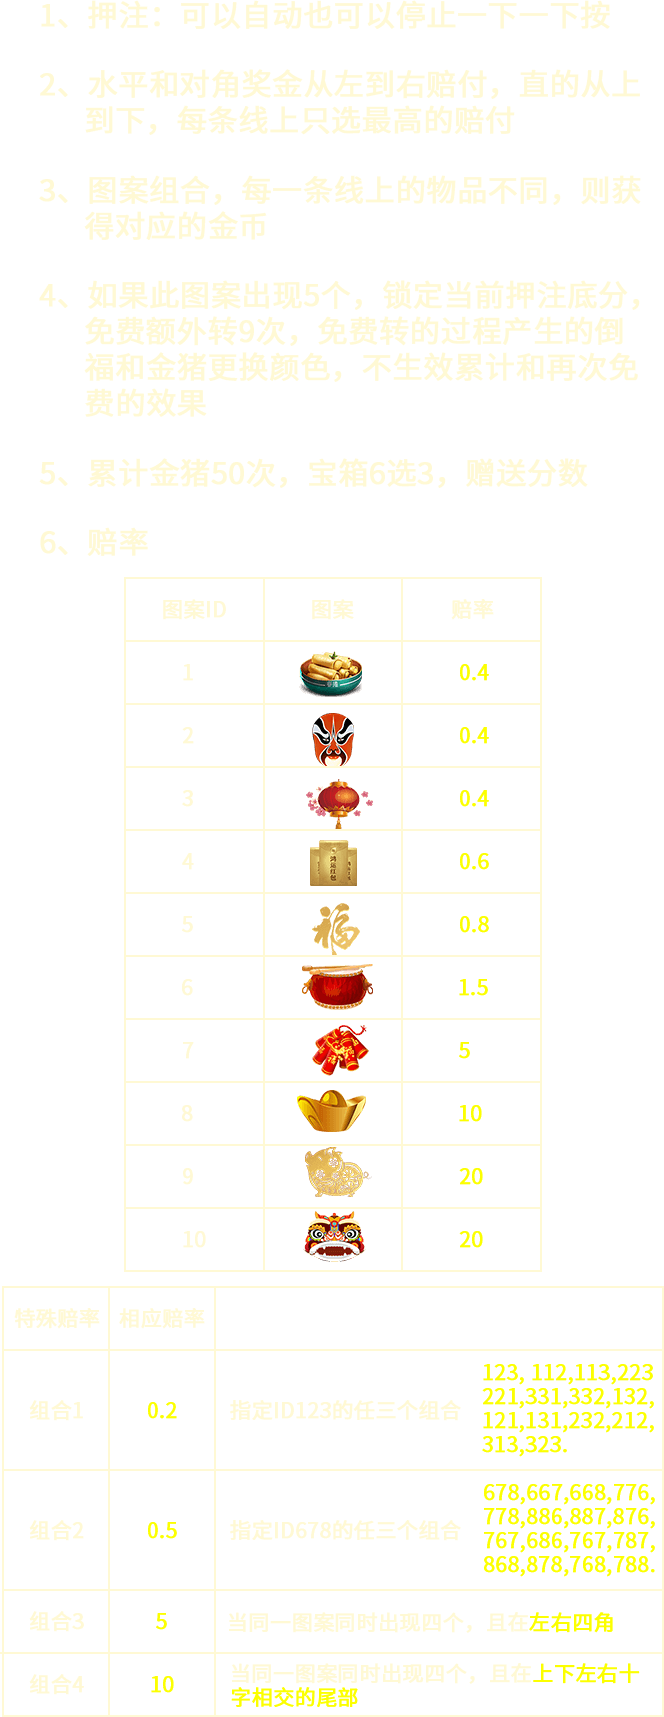 1、押注：可以自动也可以停止一下一下按
2、水平和对角奖金从左到右赔付，直的从上
到下，每条线上只选最高的赔付
3、图案组合，每一条线上的物品不同，则获
得对应的金币
4、如果此图案出现5个，锁定当前押注底分，
免费额外转9次，免费转的过程产生的倒
福和金猪更换颜色，不生效累计和再次免
费的效果
5、累计金猪50次，宝箱6选3，赠送分数
6、赔率
图案ID 图案 赔率
1 0.4
2 0.4
3 0.4
4 鸿运红包 0.6
5 福 0.8
6 1.5
7 5
8 10
9 20
10 20
特殊赔率 相应赔率
组合1 0.2 指定ID123的任三个组合 123, 112,113,223
221,331,332,132,
121,131,232,212,
313,323.
组合2 0.5 指定ID678的任三个组合 678,667,668,776,
778,886,887,876,
767,686,767,787,
868,878,768,788.
组合3 5 当同一图案同时出现四个，且在左右四角
组合4 10 当同一图案同时出现四个，且在上下左右十
字相交的尾部